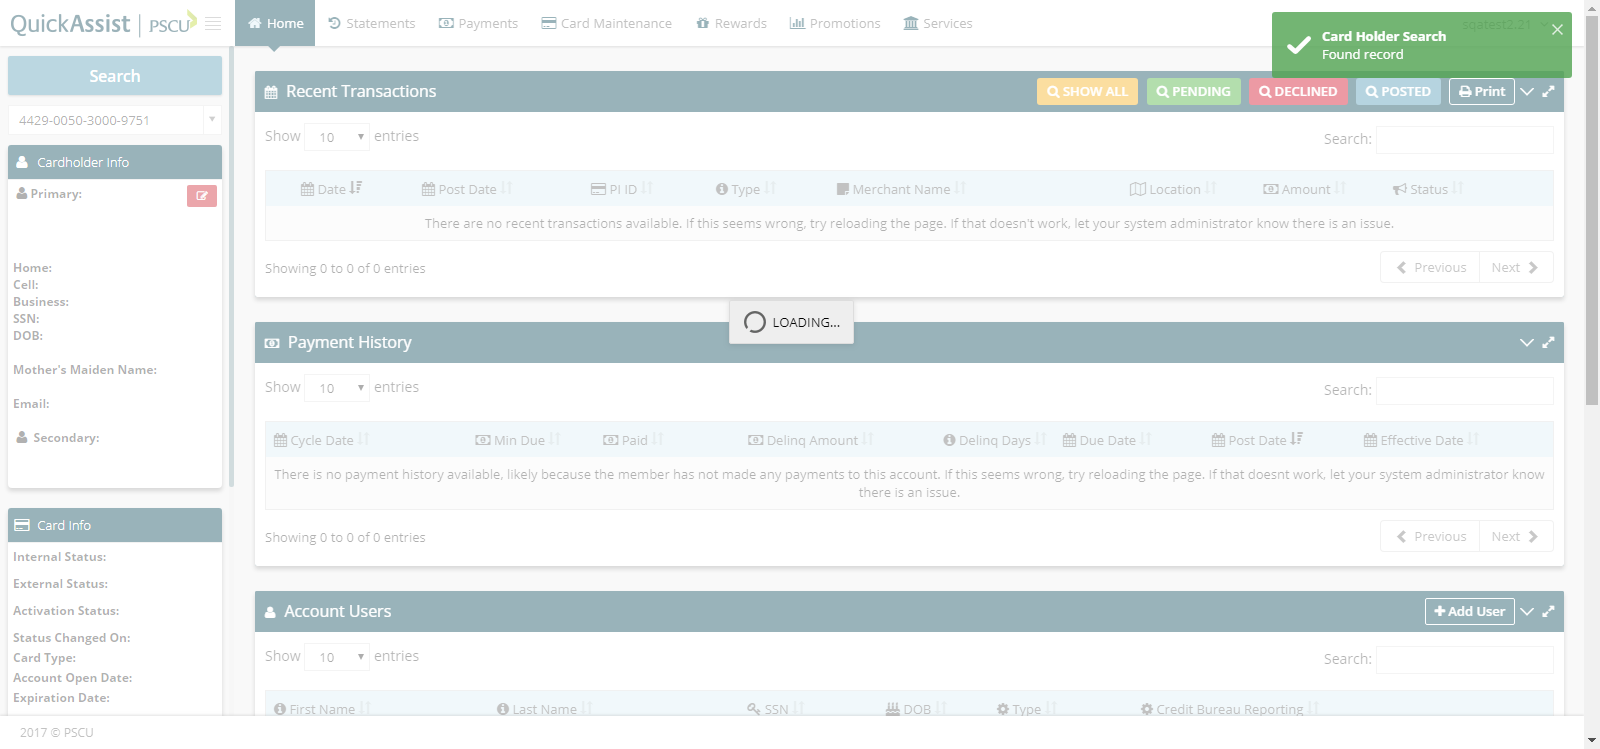 QuickAssist | PSCU
Home
Statements
Payments
Card Maintenance
Rewards
Promotions
Services
sqatest2.21
Card Holder Search
Found record
Search
4429-0050-3000-9751
Cardholder Info
Primary:
Home:
Cell:
Business:
SSN:
DOB:
Mother's Maiden Name:
Email:
Secondary:
Card Info
Internal Status:
External Status:
Activation Status:
Status Changed On:
Card Type:
Account Open Date:
Expiration Date:
Recent Transactions
SHOW ALL
PENDING
DECLINED
POSTED
Print
Show 10 entries
Search:
Date Post Date PI ID Type Merchant Name Location Amount Status
There are no recent transactions available. If this seems wrong, try reloading the page. If that doesn't work, let your system administrator know there is an issue.
Showing 0 to 0 of 0 entries
Previous Next
LOADING...
Payment History
Show 10 entries
Search:
Cycle Date Min Due Paid Delinq Amount Delinq Days Due Date Post Date Effective Date
There is no payment history available, likely because the member has not made any payments to this account. If this seems wrong, try reloading the page. If that doesnt work, let your system administrator know
there is an issue.
Showing 0 to 0 of 0 entries
Previous Next
Account Users
Add User
Show 10 entries
Search:
First Name Last Name SSN DOB Type Credit Bureau Reporting
2017 © PSCU